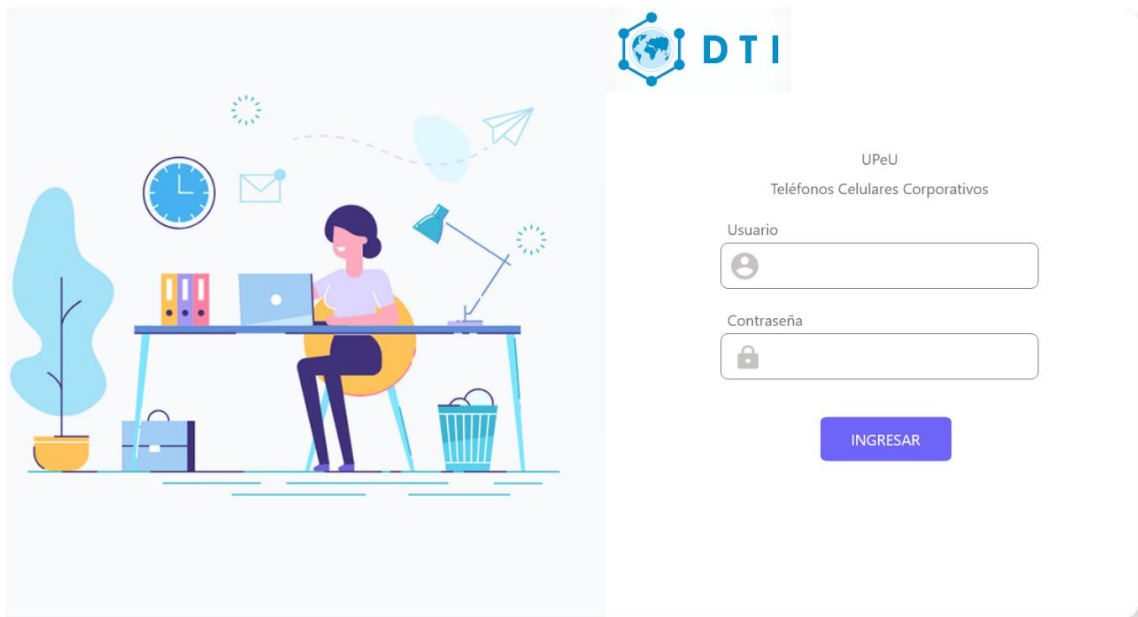 DTI
UPeU
Teléfonos Celulares Corporativos
Usuario
Contraseña
INGRESAR